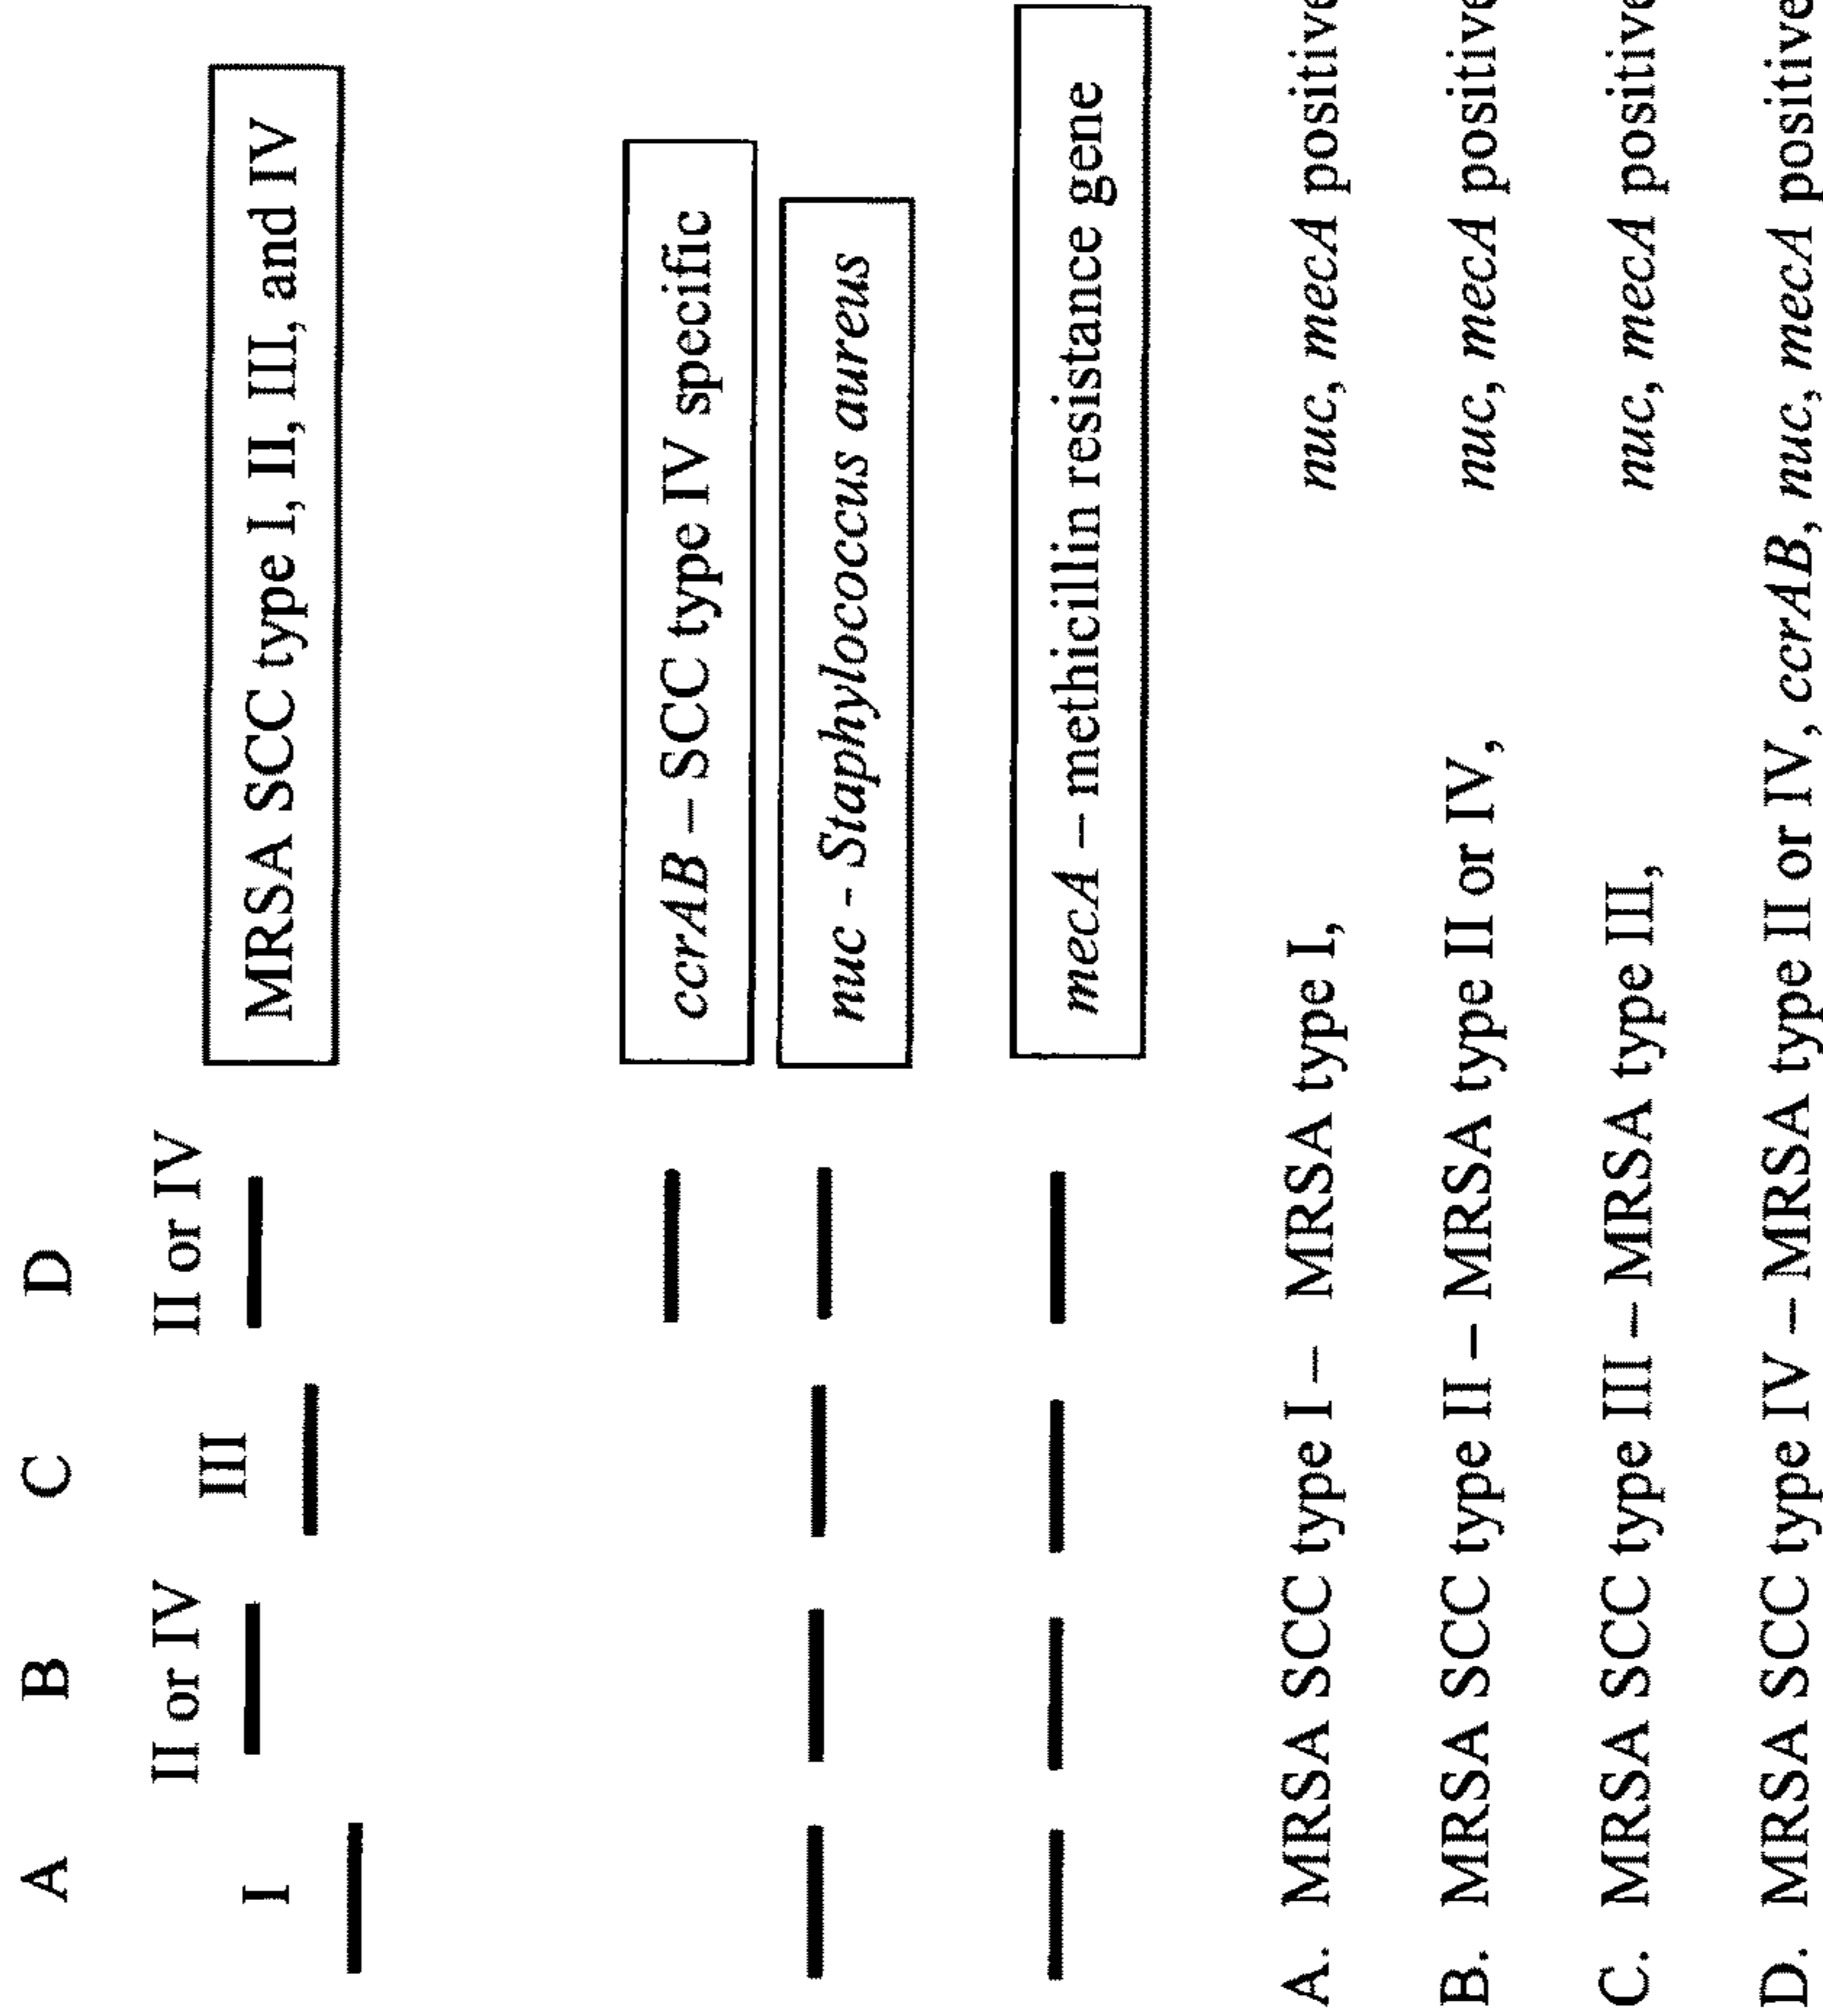 A B C D
II or IV II or IV
I III
MRSA SCC type I, II, III, and IV
ccrAB – SCC type IV specific
nuc - Staphylococcus aureus
mecA – methicillin resistance gene
A. MRSA SCC type I – MRSA type I, nuc, mecA positive
B. MRSA SCC type II – MRSA type II or IV, nuc, mecA positive
C. MRSA SCC type III – MRSA type III, nuc, mecA positive
D. MRSA SCC type IV – MRSA type II or IV, ccrAB, nuc, mecA positive